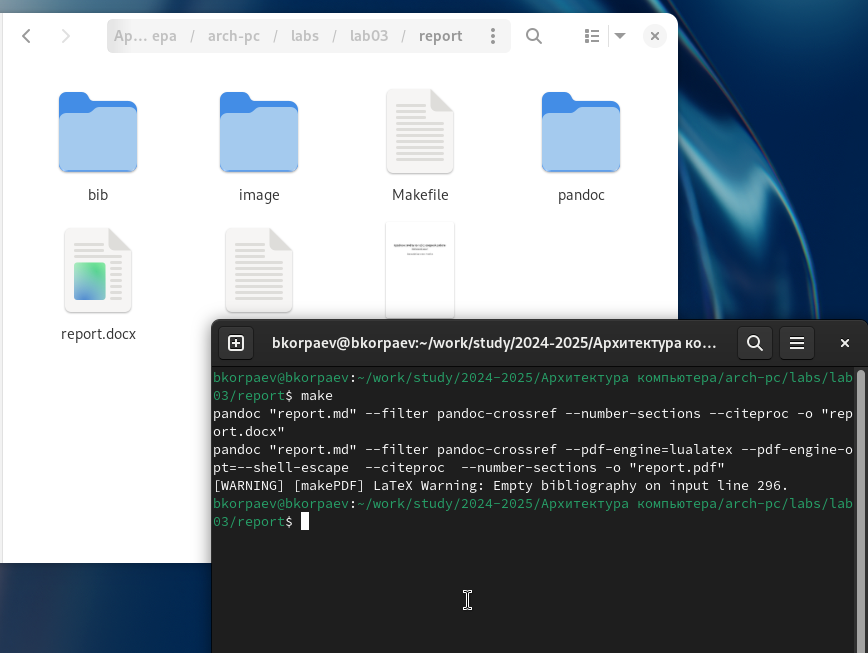 Ap... epa / arch-pc / labs / lab03 / report
bib
image
Makefile
pandoc
report.docx
bkorpaev@bkorpaev:~/work/study/2024-2025/Архитектура ко...
bkorpaev@bkorpaev:~/work/study/2024-2025/Архитектура компьютера/arch-pc/labs/lab
03/report$ make
pandoc "report.md" --filter pandoc-crossref --number-sections --citeproc -o "rep
ort.docx"
pandoc "report.md" --filter pandoc-crossref --pdf-engine=lualatex --pdf-engine-o
pt=--shell-escape  --citeproc  --number-sections -o "report.pdf"
[WARNING] [makePDF] LaTeX Warning: Empty bibliography on input line 296.
bkorpaev@bkorpaev:~/work/study/2024-2025/Архитектура компьютера/arch-pc/labs/lab
03/report$